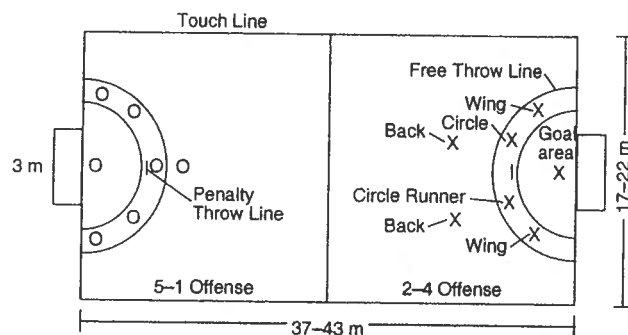 Touch Line
Free Throw Line
Wing
Circle
Back
Goal
area
X
X
X
X
X
X
X
Circle Runner
Back
Wing
O
O
O
O
O
O
O
3 m
Penalty
Throw Line
17–22 m
5–1 Offense
2–4 Offense
37–43 m